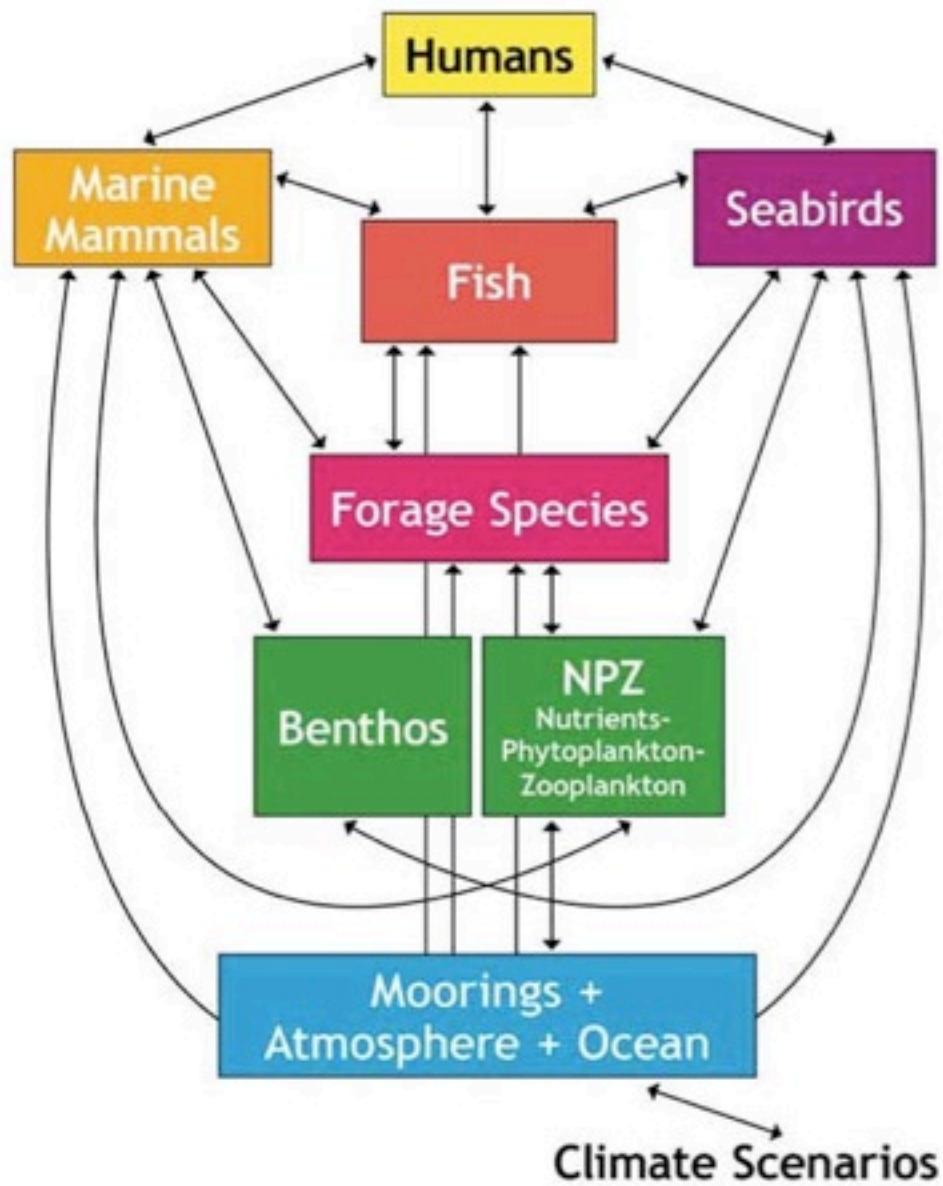 Humans
Marine
Mammals
Seabirds
Fish
Forage Species
Benthos
NPZ
Nutrients-
Phytoplankton-
Zooplankton
Moorings +
Atmosphere + Ocean
Climate Scenarios